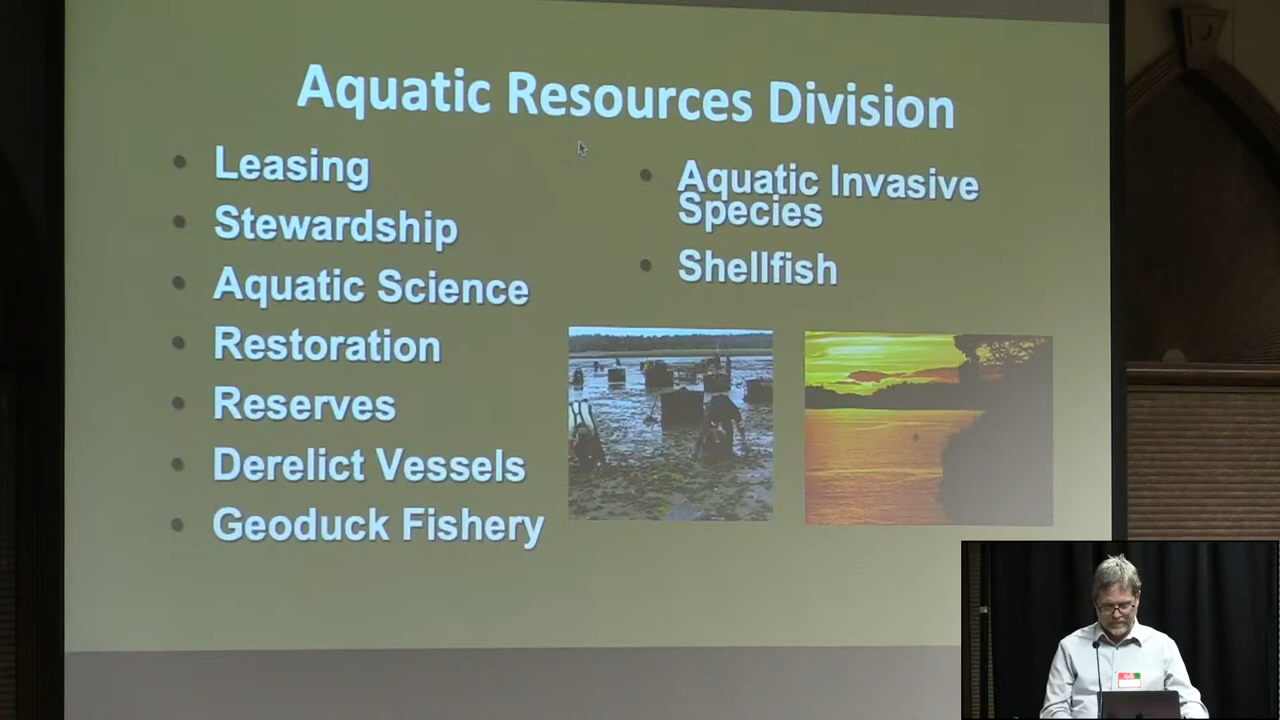 Aquatic Resources Division
Leasing
Stewardship
Aquatic Science
Restoration
Reserves
Derelict Vessels
Geoduck Fishery
Aquatic Invasive
Species
Shellfish